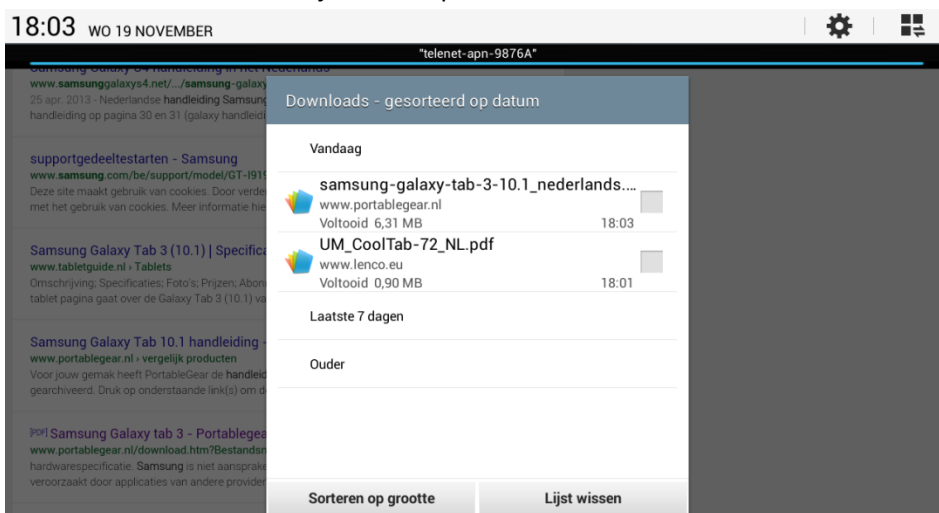 18:03 WO 19 NOVEMBER
"telenet-apn-9876A"
Samsung Galaxy S4 handleiding in het Nederlands
www.samsunggalaxys4.net/.../samsung-galaxy
25 apr. 2013 - Nederlandse handleiding Samsung
handleiding op pagina 30 en 31 (galaxy handleidi
supportgedeeltestarten - Samsung
www.samsung.com/be/support/model/GT-I919
Deze site maakt gebruik van cookies. Door verde
met het gebruik van cookies. Meer informatie hie
Samsung Galaxy Tab 3 (10.1) | Specifica
www.tabletguide.nl › Tablets
Omschrijving; Specificaties; Foto's; Prijzen; Abon
tablet pagina gaat over de Galaxy Tab 3 (10.1) va
Samsung Galaxy Tab 10.1 handleiding -
www.portablegear.nl › vergelijk producten
Voor jouw gemak heeft PortableGear de handleid
gearchiveerd. Druk op onderstaande link(s) om d
[PDF] Samsung Galaxy tab 3 - Portablegea
www.portablegear.nl/download.htm?Bestandsn
hardwarespecificatie. Samsung is niet aansprake
veroorzaakt door applicaties van andere provider
Downloads - gesorteerd op datum
Vandaag
samsung-galaxy-tab-3-10.1_nederlands....
www.portablegear.nl
Voltooid 6,31 MB 18:03
UM_CoolTab-72_NL.pdf
www.lenco.eu
Voltooid 0,90 MB 18:01
Laatste 7 dagen
Ouder
Sorteren op grootte Lijst wissen